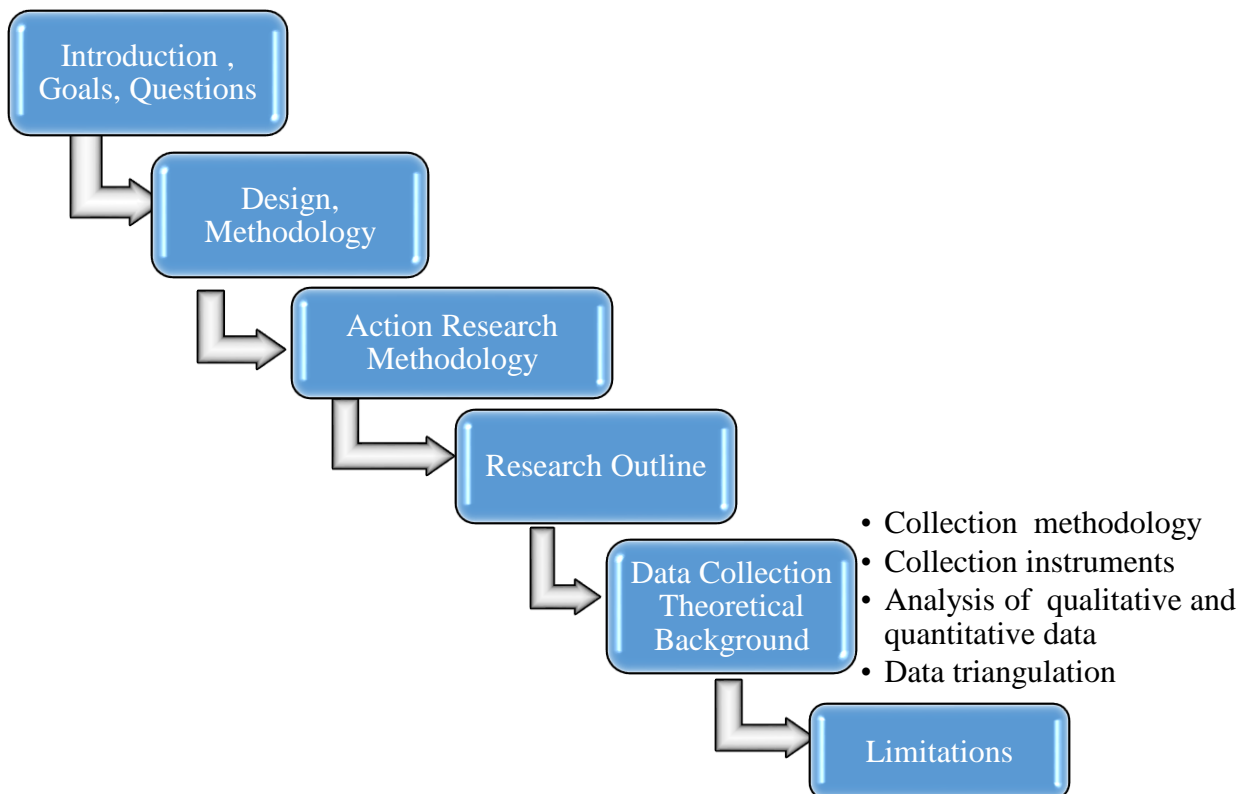 Introduction ,
Goals, Questions
Design,
Methodology
Action Research
Methodology
Research Outline
Data Collection
Theoretical
Background
• Collection  methodology
• Collection instruments
• Analysis of  qualitative and
quantitative data
• Data triangulation
Limitations